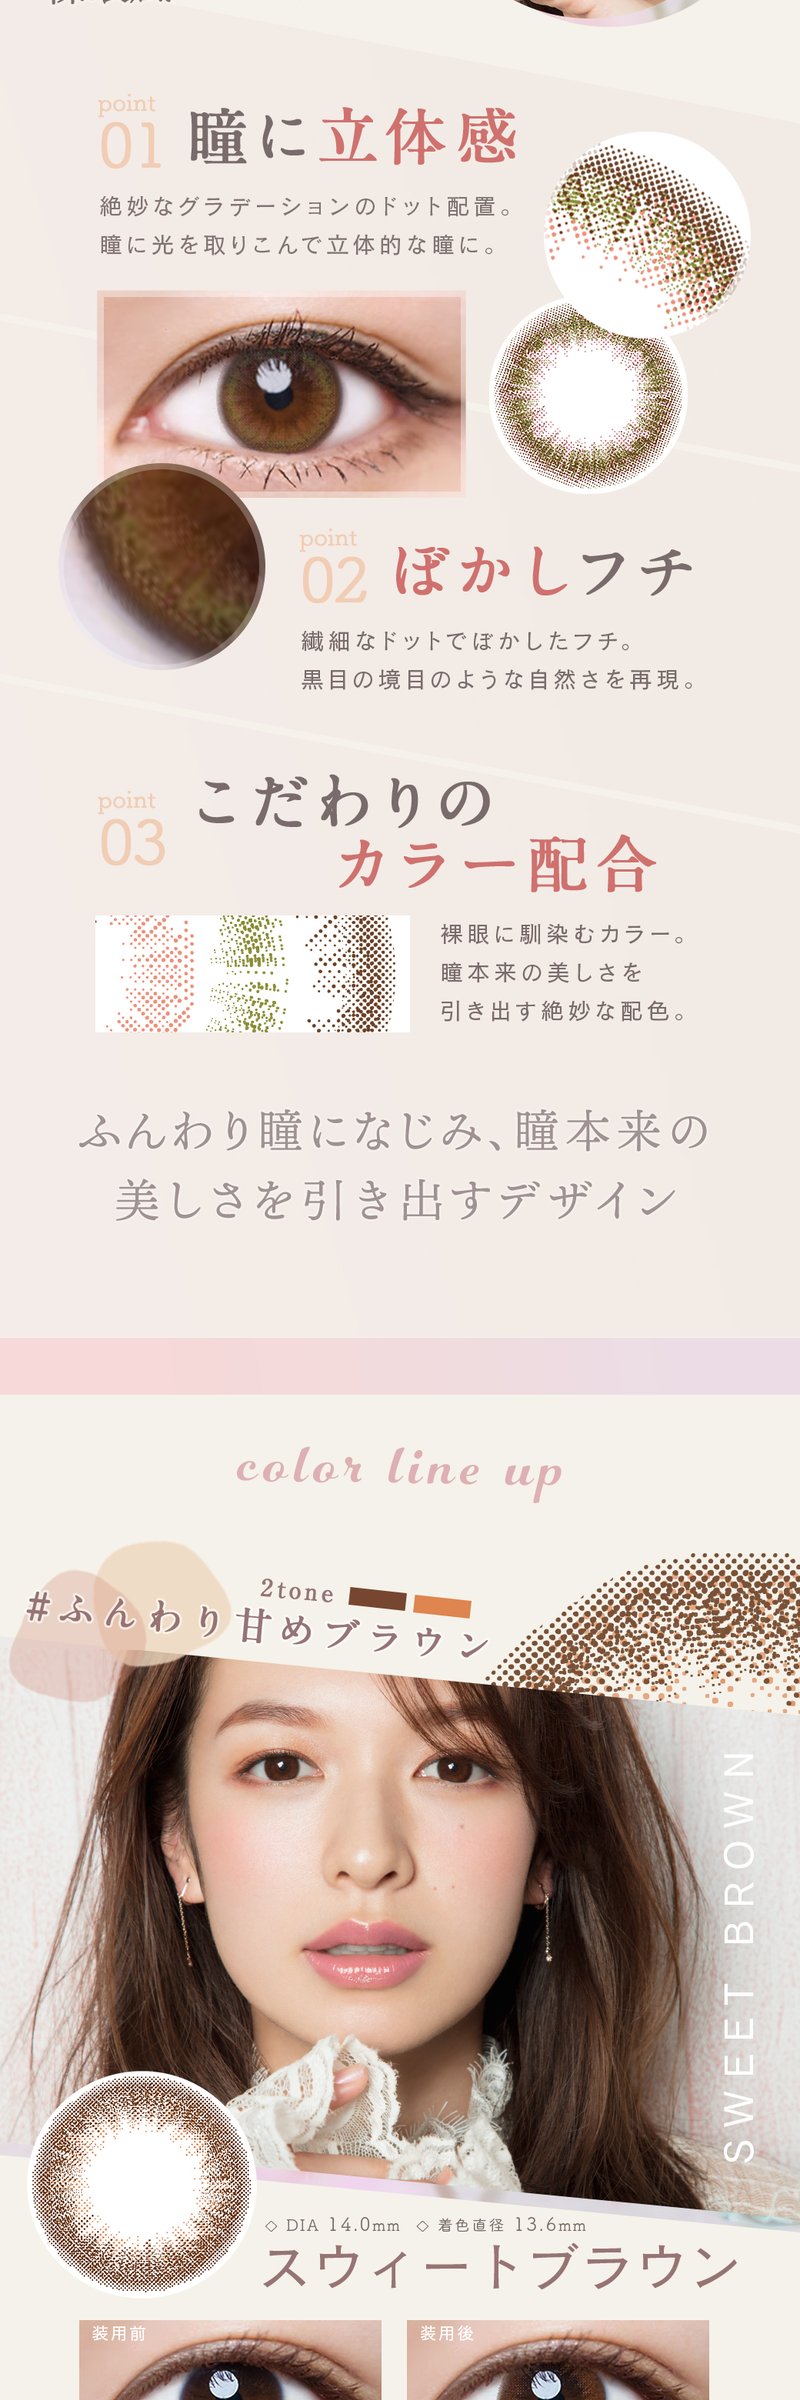 point
01
瞳に立体感
絶妙なグラデーションのドット配置。
瞳に光を取りこんで立体的な瞳に。
point
02
ぼかしフチ
繊細なドットでぼかしたフチ。
黒目の境目のような自然さを再現。
point
03
こだわりの
カラー配合
裸眼に馴染むカラー。
瞳本来の美しさを
引き出す絶妙な配色。
ふんわり瞳になじみ、瞳本来の
美しさを引き出すデザイン
color line up
2tone
#ふんわり甘めブラウン
SWEET BROWN
◇ DIA 14.0mm ◇ 着色直径 13.6mm
スウィートブラウン
装用前
装用後